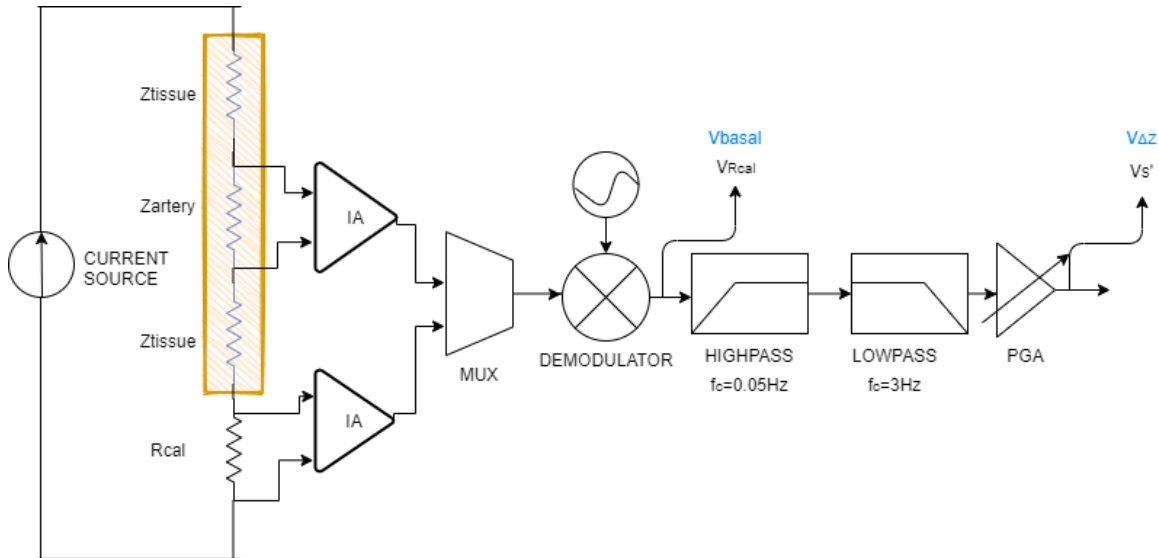 Ztissue
Zartery
CURRENT
SOURCE
Ztissue
Rcal
IA
IA
MUX
DEMODULATOR
Vbasal
VRcal
HIGHPASS
fc=0.05Hz
LOWPASS
fc=3Hz
PGA
VΔZ
Vs'